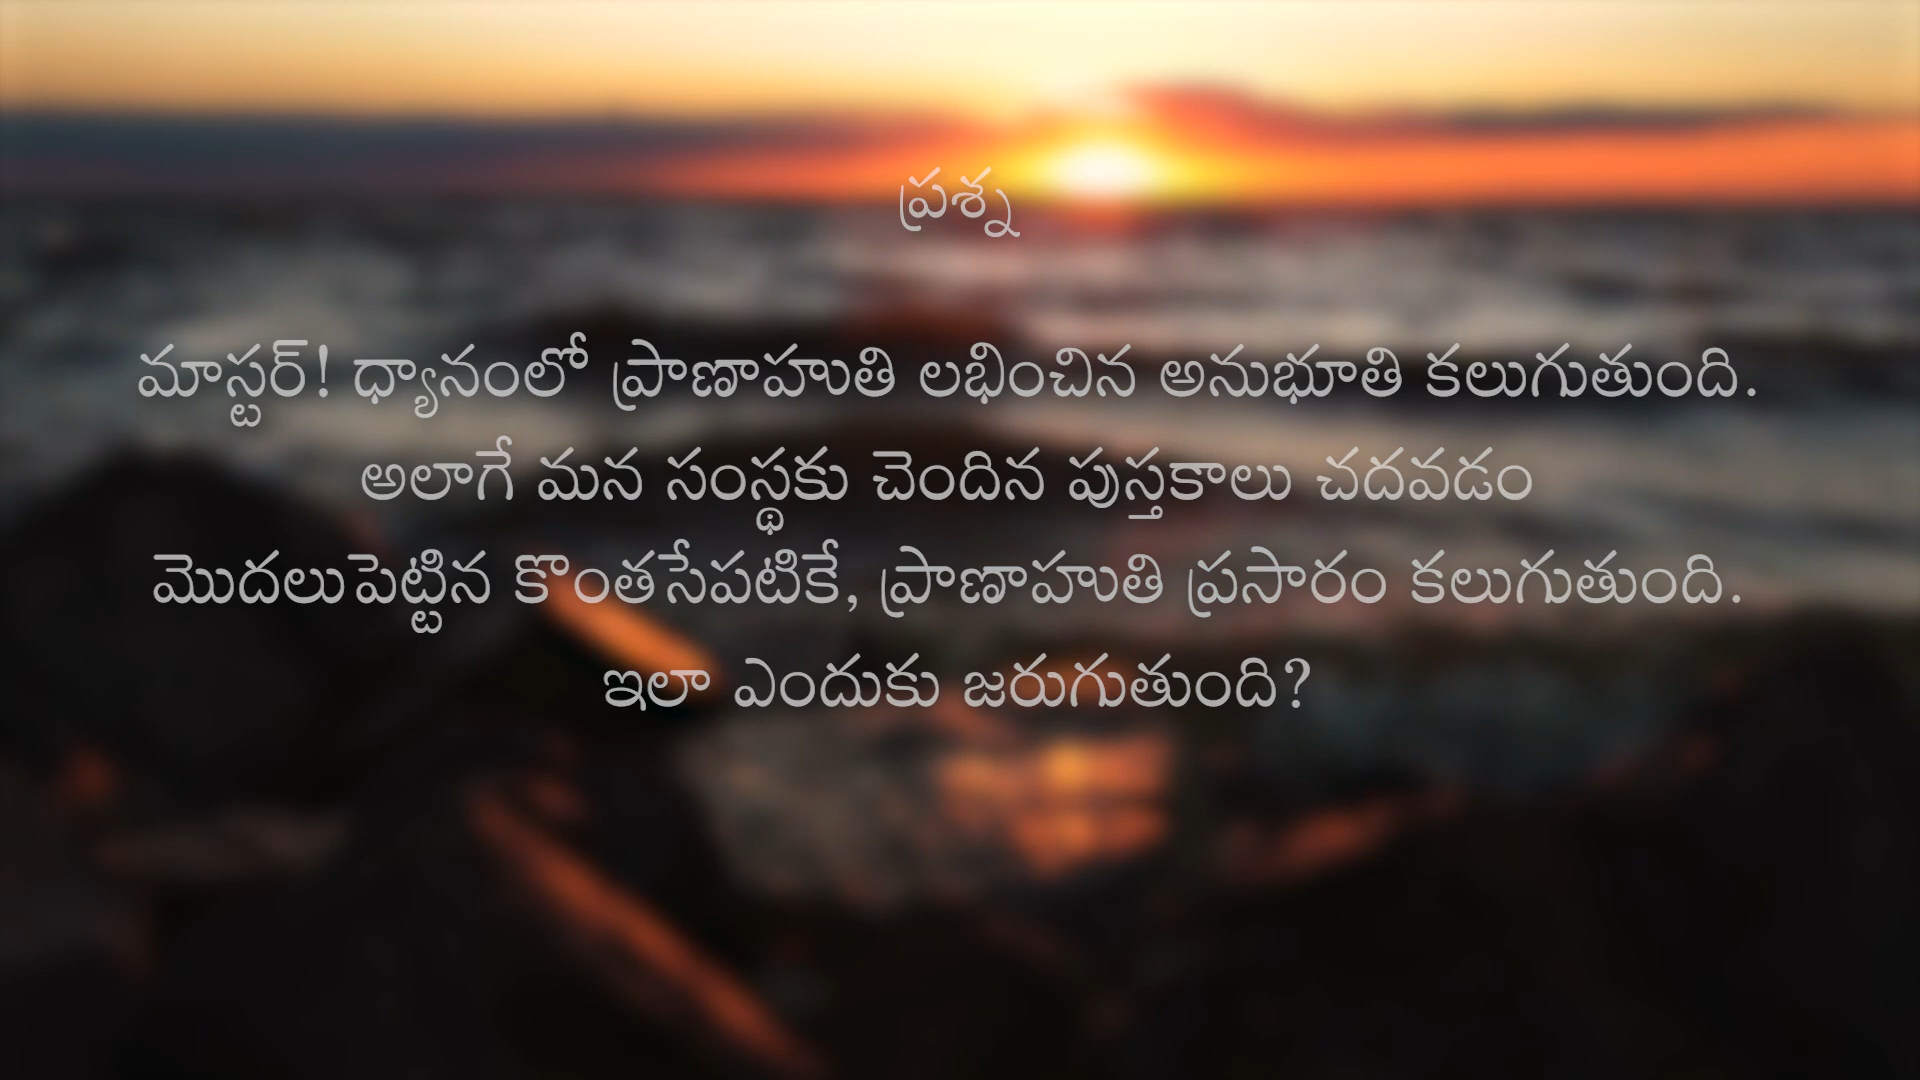 ప్రశ్న
మాస్టర్! ధ్యానంలో ప్రాణాహుతి లభించిన అనుభూతి కలుగుతుంది.
అలాగే మన సంస్థకు చెందిన పుస్తకాలు చదవడం
మొదలుపెట్టిన కొంతసేపటికే, ప్రాణాహుతి ప్రసారం కలుగుతుంది.
ఇలా ఎందుకు జరుగుతుంది?